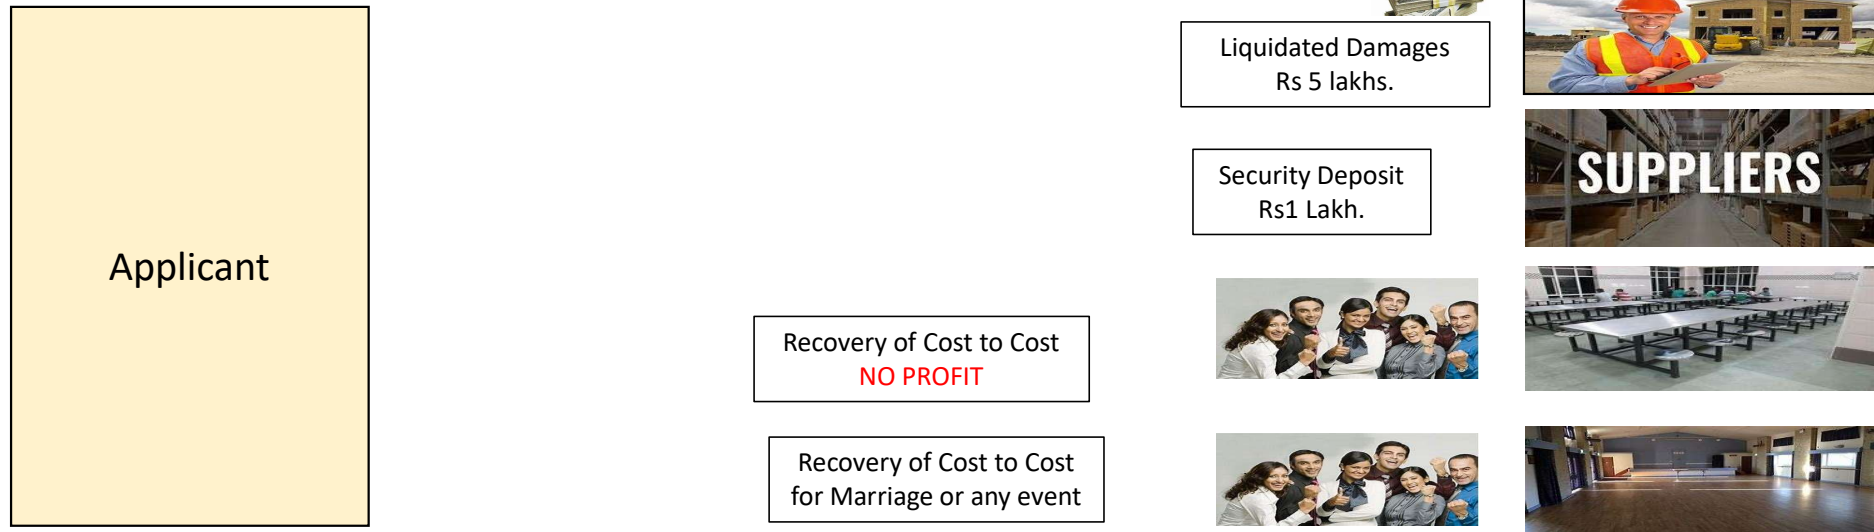 Liquidated Damages
Rs 5 lakhs.
SUPPLIERS
Security Deposit
Rs1 Lakh.
Applicant
Recovery of Cost to Cost
NO PROFIT
Recovery of Cost to Cost
for Marriage or any event